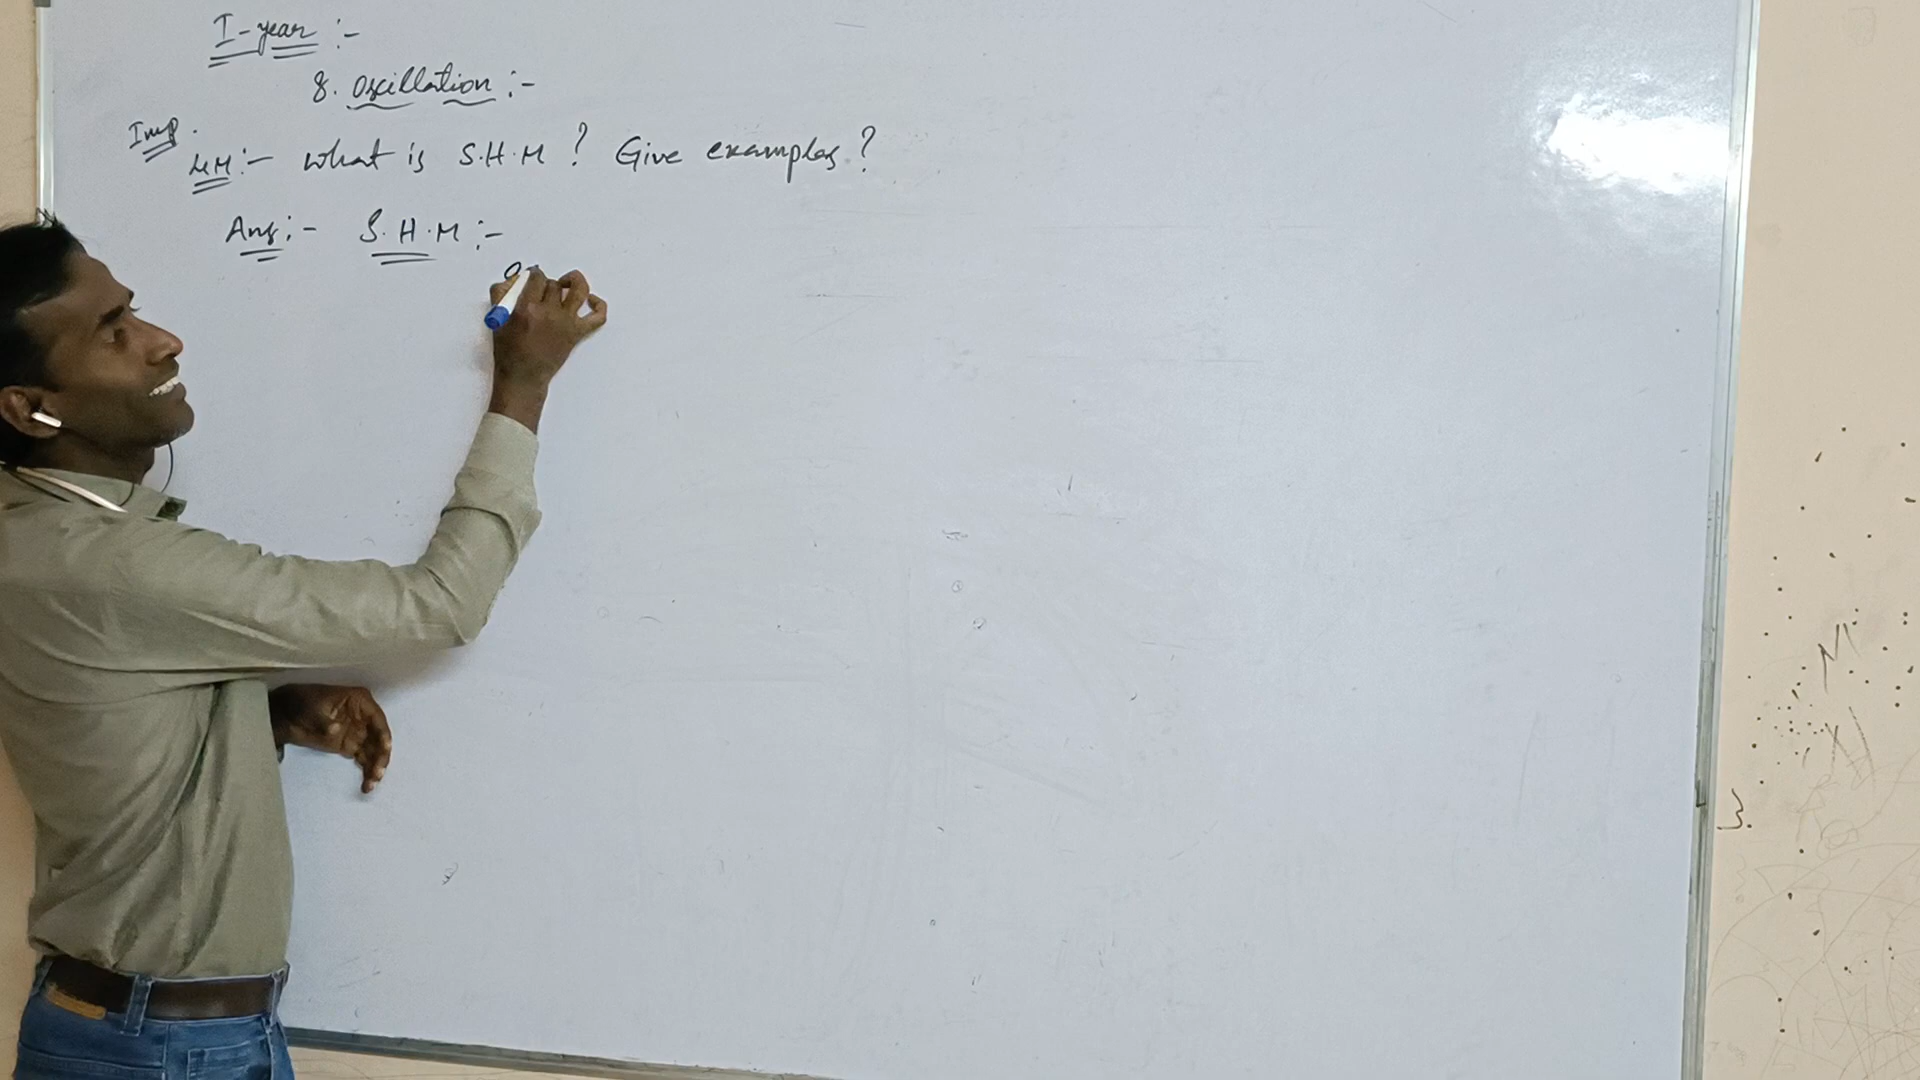 I-year :-
8. Oscillation :-
Imp.
4M :- What is S.H.M ? Give examples ?
Ans :- S.H.M :-